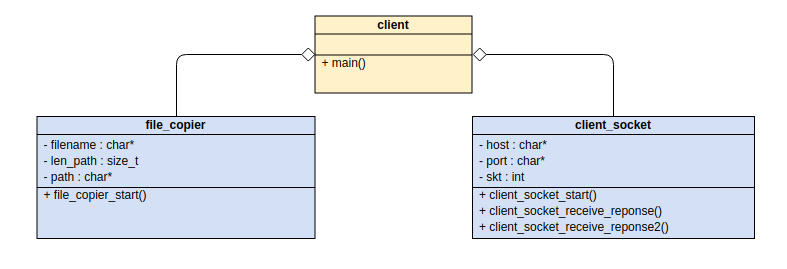 client
+ main()
file_copier
- filename : char*
- len_path : size_t
- path : char*
+ file_copier_start()
client_socket
- host : char*
- port : char*
- skt : int
+ client_socket_start()
+ client_socket_receive_reponse()
+ client_socket_receive_reponse2()